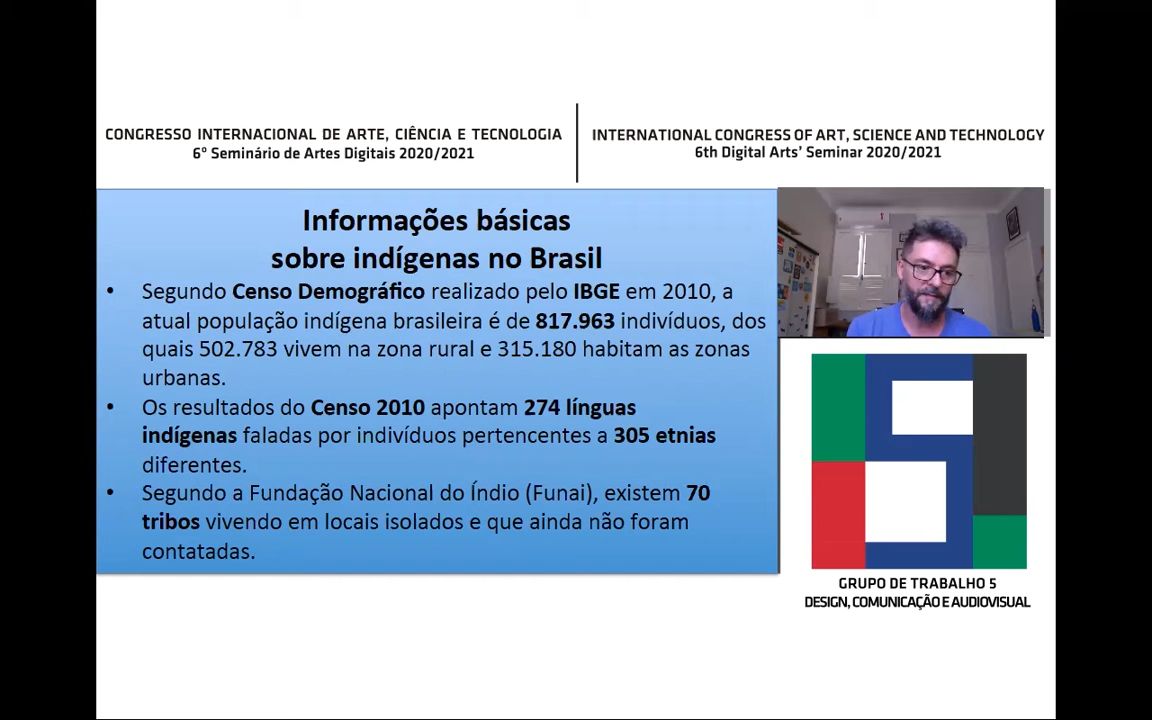 CONGRESSO INTERNACIONAL DE ARTE, CIÊNCIA E TECNOLOGIA
6º Seminário de Artes Digitais 2020/2021
INTERNATIONAL CONGRESS OF ART, SCIENCE AND TECHNOLOGY
6th Digital Arts' Seminar 2020/2021
Informações básicas
sobre indígenas no Brasil
• Segundo Censo Demográfico realizado pelo IBGE em 2010, a
atual população indígena brasileira é de 817.963 indivíduos, dos
quais 502.783 vivem na zona rural e 315.180 habitam as zonas
urbanas.
• Os resultados do Censo 2010 apontam 274 línguas
indígenas faladas por indivíduos pertencentes a 305 etnias
diferentes.
• Segundo a Fundação Nacional do Índio (Funai), existem 70
tribos vivendo em locais isolados e que ainda não foram
contatadas.
GRUPO DE TRABALHO 5
DESIGN, COMUNICAÇÃO E AUDIOVISUAL